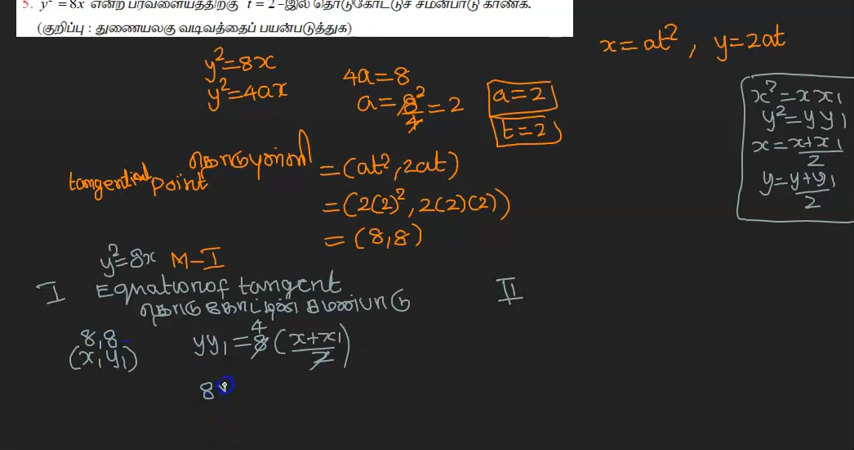 5. y² = 8x என்ற பரவளையத்திற்கு t = 2-இல் தொடுகோட்டுச் சமன்பாடு காண்க.
(குறிப்பு : துணையலகு வடிவத்தைப் பயன்படுத்துக)
x = at² , y = 2at
y² = 8x
y² = 4ax
4a = 8
a = 8/4 = 2
2
a = 2
t = 2
x² = x x₁
y² = y y₁
x = x+x₁/2
y = y+y₁/2
tangential point
= (at², 2at)
= (2(2)², 2(2)(2))
= (8,8)
y² = 8x M-I
I Equation of tangent II
8,8
(x, y₁)
yy₁ = 8 (x+x₁/2)
4
8